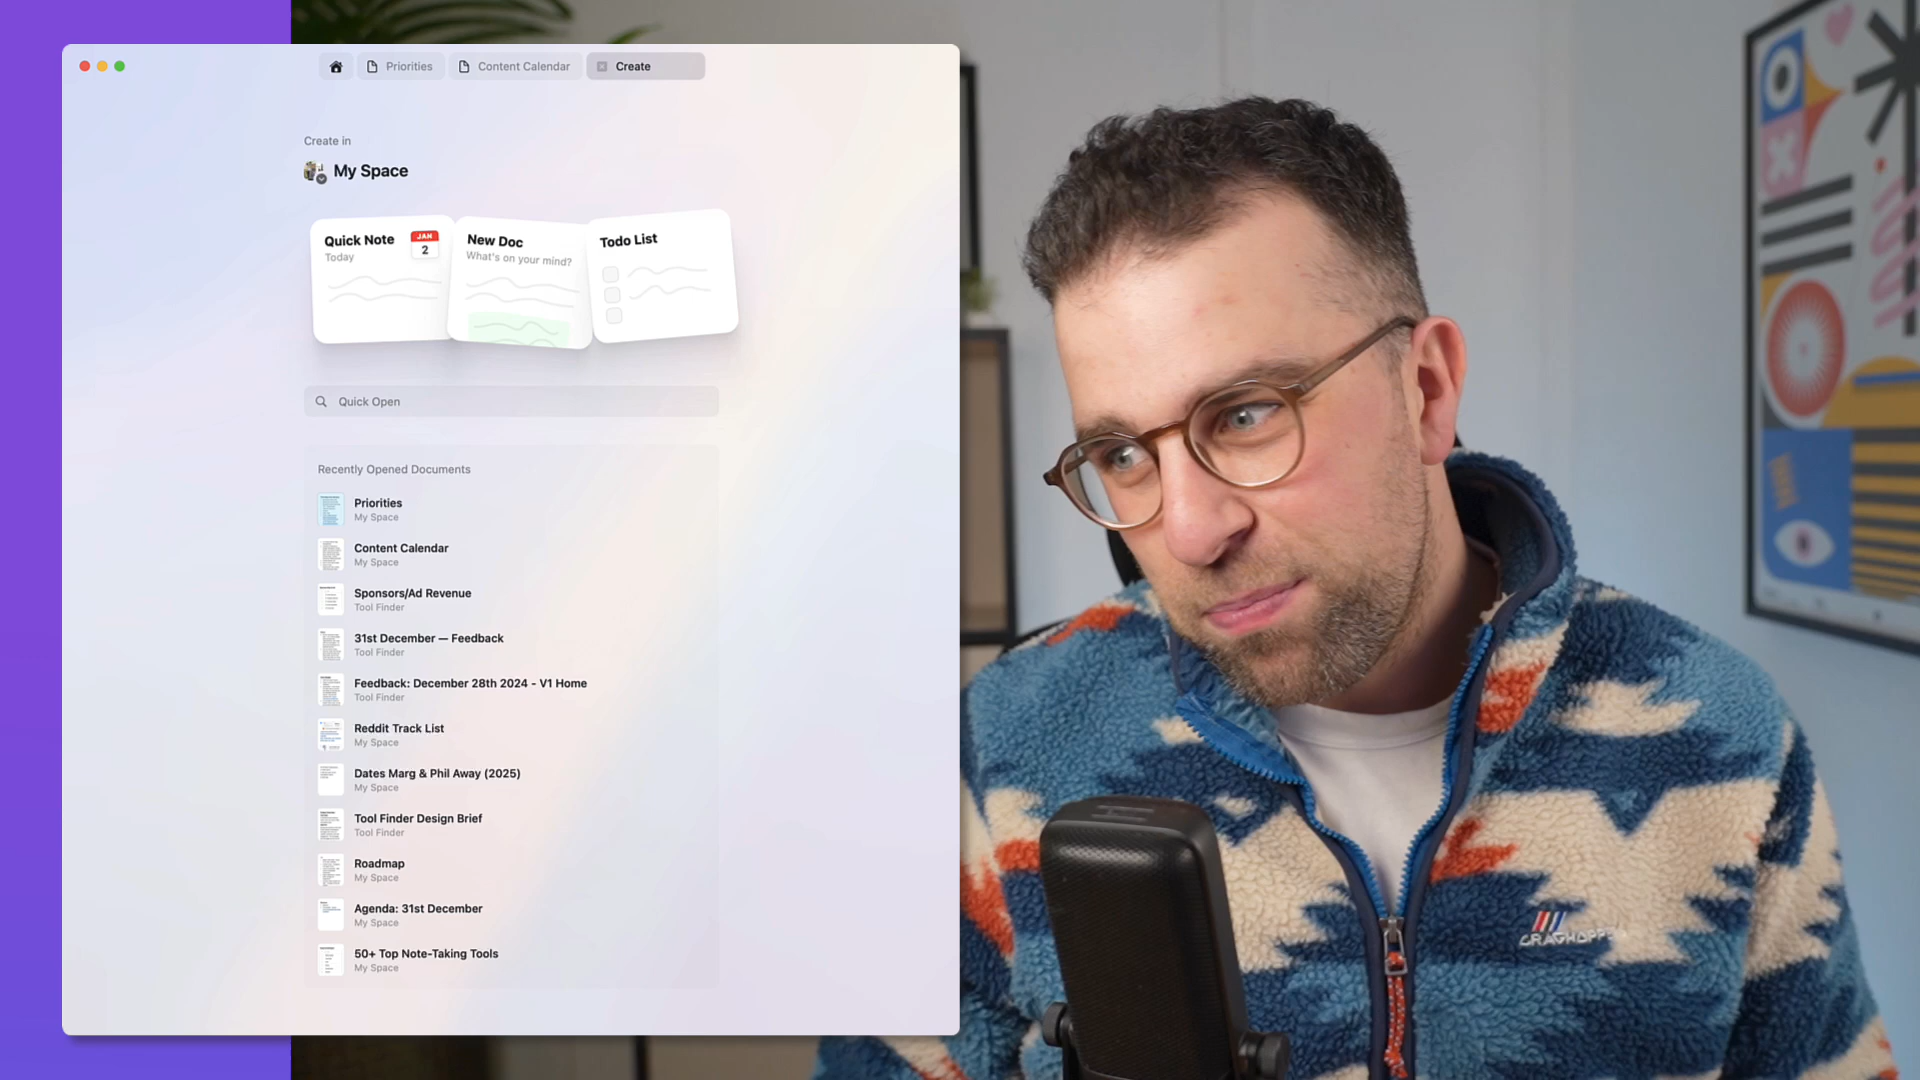 Priorities
Content Calendar
Create
Create in
My Space
Quick Note
Today
JAN
2
New Doc
What's on your mind?
Todo List
Quick Open
Recently Opened Documents
Priorities
My Space
Content Calendar
My Space
Sponsors/Ad Revenue
Tool Finder
31st December — Feedback
Tool Finder
Feedback: December 28th 2024 - V1 Home
Tool Finder
Reddit Track List
My Space
Dates Marg & Phil Away (2025)
My Space
Tool Finder Design Brief
Tool Finder
Roadmap
My Space
Agenda: 31st December
My Space
50+ Top Note-Taking Tools
My Space